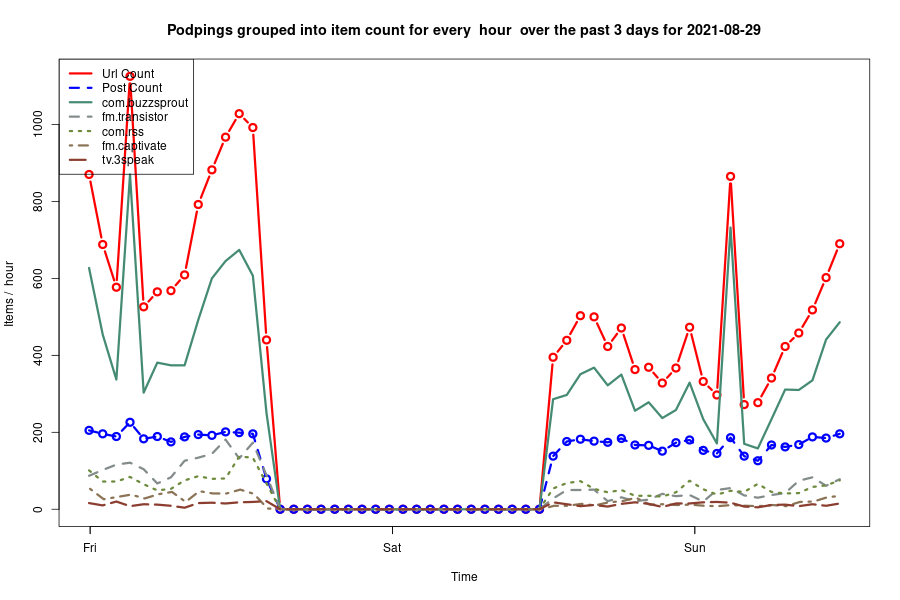 Podpings grouped into item count for every  hour  over the past 3 days for 2021-08-29
Url Count
Post Count
com.buzzsprout
fm.transistor
com.rss
fm.captivate
tv.3speak
Items /  hour
1000
800
600
400
200
0
Fri
Sat
Sun
Time